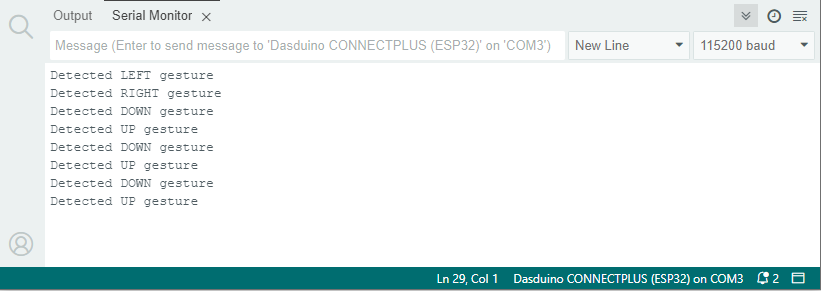 Output
Serial Monitor
Message (Enter to send message to 'Dasduino CONNECTPLUS (ESP32)' on 'COM3')
New Line
115200 baud
Detected LEFT gesture
Detected RIGHT gesture
Detected DOWN gesture
Detected UP gesture
Detected DOWN gesture
Detected UP gesture
Detected DOWN gesture
Detected UP gesture
Ln 29, Col 1
Dasduino CONNECTPLUS (ESP32) on COM3
2